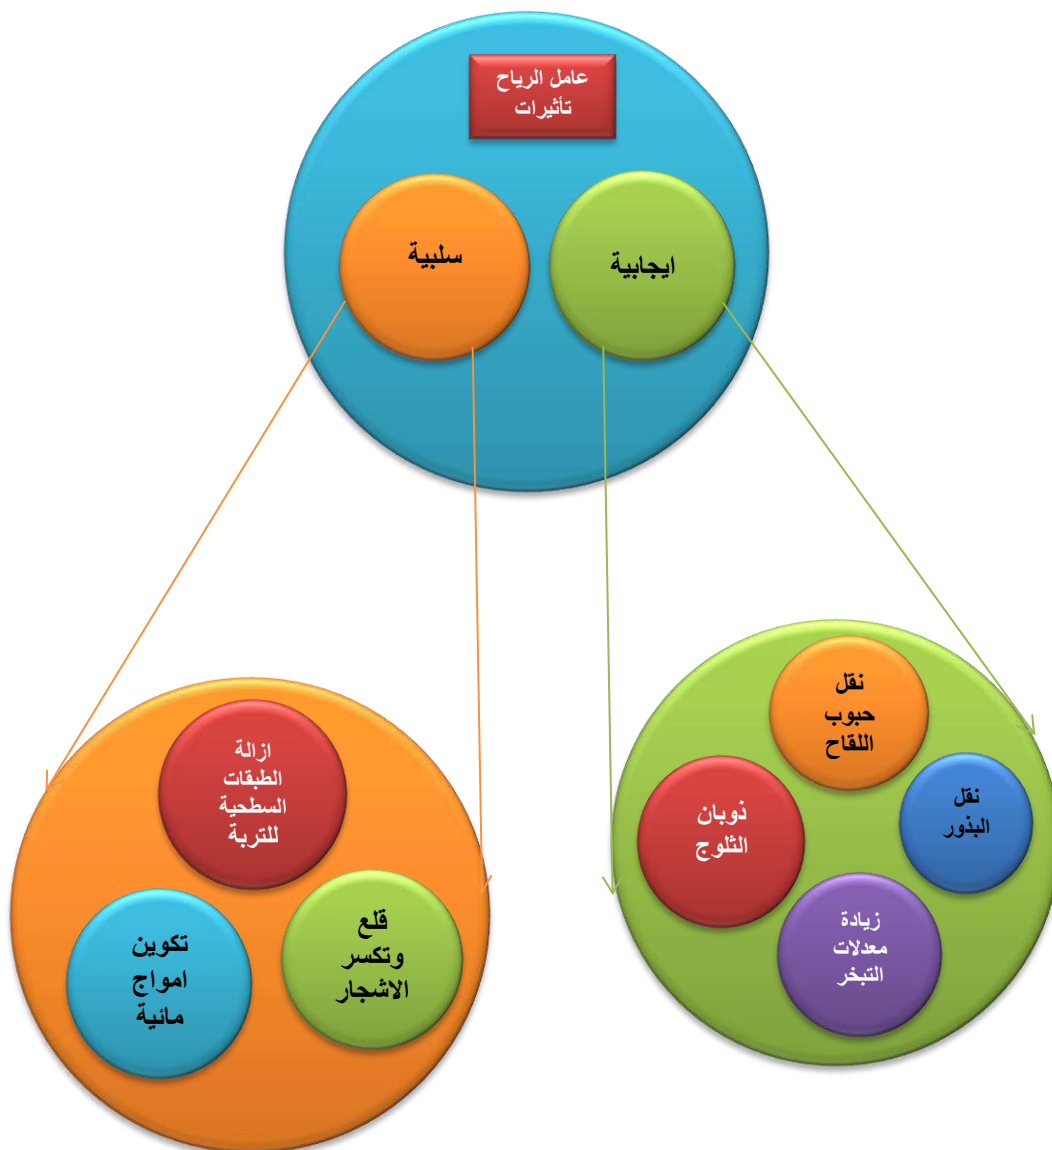 عامل الرياح
تأثيرات
ايجابية
سلبية
نقل
حبوب
اللقاح
نقل
البذور
ذوبان
الثلوج
زيادة
معدلات
التبخر
ازالة
الطبقات
السطحية
للتربة
قلع
وتكسر
الاشجار
تكوين
امواج
مائية